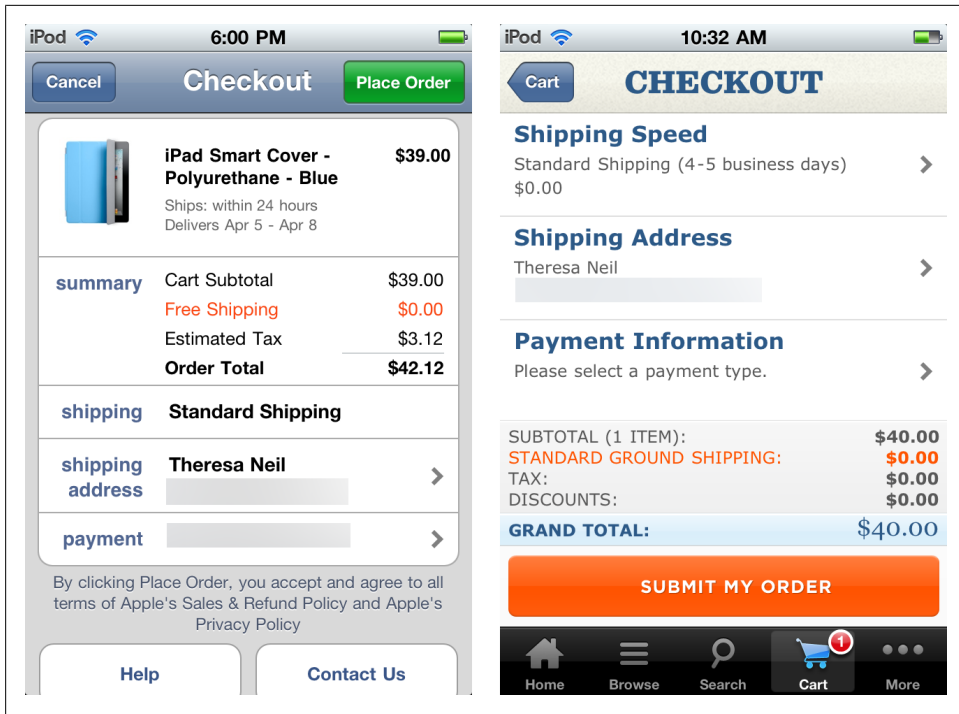 iPod
6:00 PM
Cancel
Checkout
Place Order
iPad Smart Cover -
Polyurethane - Blue
$39.00
Ships: within 24 hours
Delivers Apr 5 - Apr 8
summary
Cart Subtotal $39.00
Free Shipping $0.00
Estimated Tax $3.12
Order Total $42.12
shipping Standard Shipping
shipping
address
Theresa Neil
payment
By clicking Place Order, you accept and agree to all
terms of Apple's Sales & Refund Policy and Apple's
Privacy Policy
Help
Contact Us
iPod
10:32 AM
Cart
CHECKOUT
Shipping Speed
Standard Shipping (4-5 business days)
$0.00
Shipping Address
Theresa Neil
Payment Information
Please select a payment type.
SUBTOTAL (1 ITEM): $40.00
STANDARD GROUND SHIPPING: $0.00
TAX: $0.00
DISCOUNTS: $0.00
GRAND TOTAL: $40.00
SUBMIT MY ORDER
1
Home Browse Search Cart More